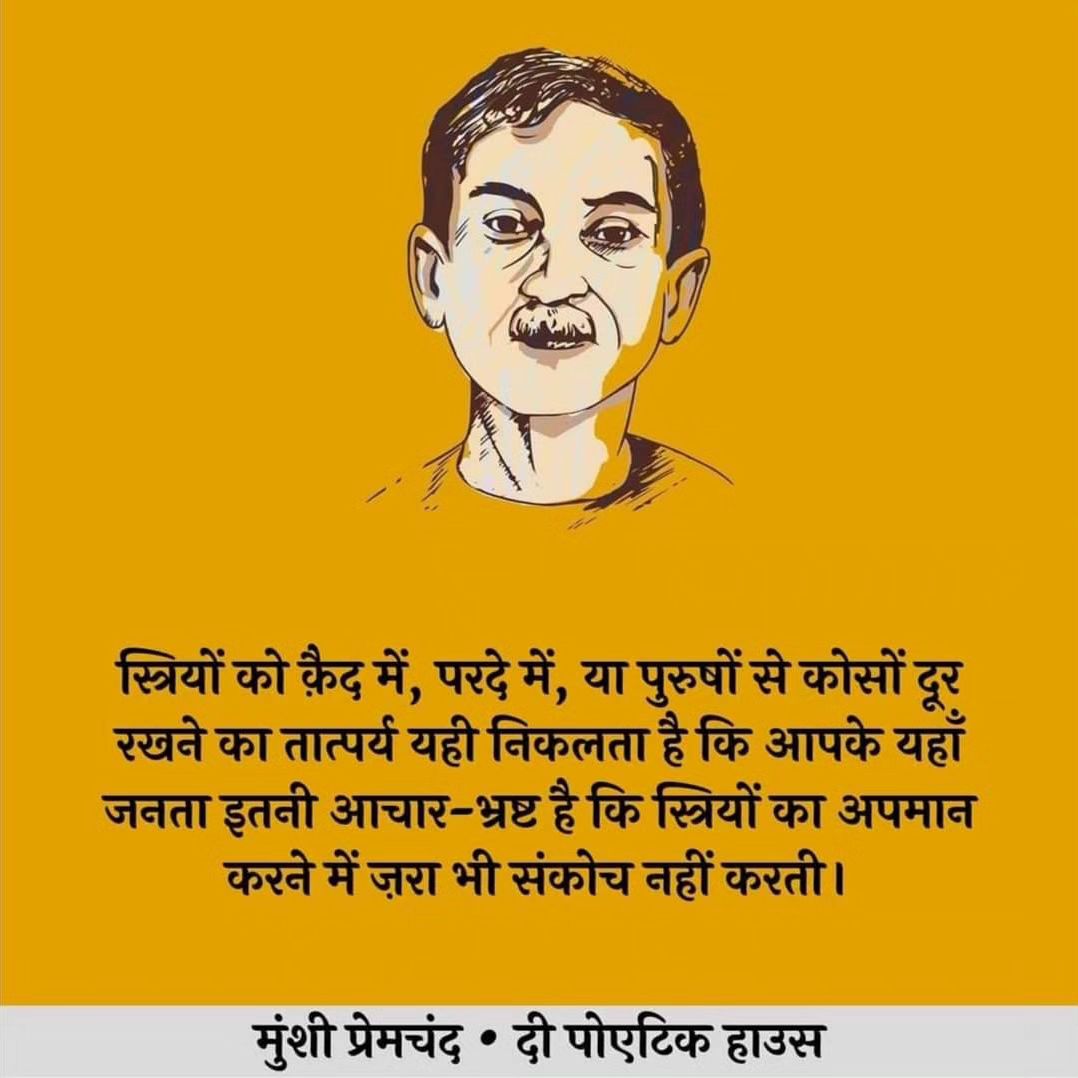 स्त्रियों को क़ैद में, परदे में, या पुरुषों से कोसों दूर
रखने का तात्पर्य यही निकलता है कि आपके यहाँ
जनता इतनी आचार-भ्रष्ट है कि स्त्रियों का अपमान
करने में ज़रा भी संकोच नहीं करती।
मुंशी प्रेमचंद • दी पोएटिक हाउस